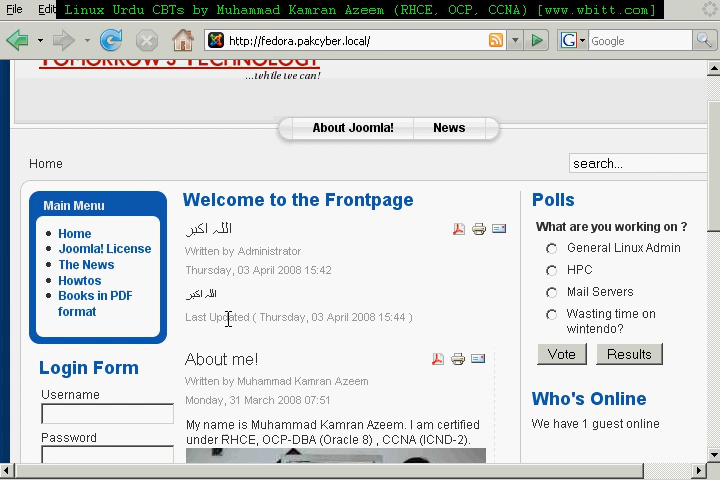 File
Edit
Linux Urdu CBTs by Muhammad Kamran Azeem (RHCE, OCP, CCNA) [www.wbitt.com]
http://fedora.pakcyber.local/
Google
TOMORROW'S TECHNOLOGY
...while we can!
About Joomla!
News
Home
search...
Main Menu
Home
Joomla! License
The News
Howtos
Books in PDF
format
Login Form
Username
Password
Welcome to the Frontpage
اللہ اکبر
Written by Administrator
Thursday, 03 April 2008 15:42
اللہ اکبر
Last Updated ( Thursday, 03 April 2008 15:44 )
About me!
Written by Muhammad Kamran Azeem
Monday, 31 March 2008 07:51
My name is Muhammad Kamran Azeem. I am certified
under RHCE, OCP-DBA (Oracle 8) , CCNA (ICND-2).
Polls
What are you working on ?
General Linux Admin
HPC
Mail Servers
Wasting time on
wintendo?
Vote
Results
Who's Online
We have 1 guest online